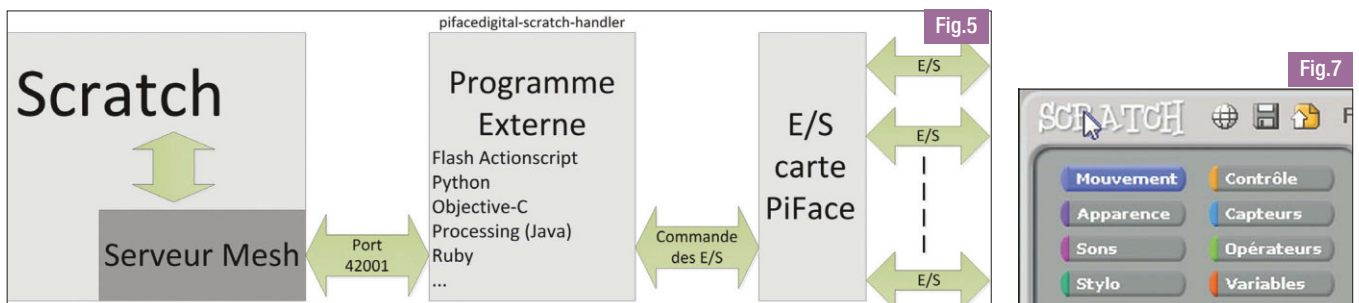 pifacedigital-scratch-handler
Fig.5
Scratch
Serveur Mesh
Port
42001
Programme
Externe
Flash Actionscript
Python
Objective-C
Processing (Java)
Ruby
...
Commande
des E/S
E/S
carte
PiFace
E/S
E/S
E/S
Fig.7
SCRATCH
F
Mouvement
Contrôle
Apparence
Capteurs
Sons
Opérateurs
Stylo
Variables